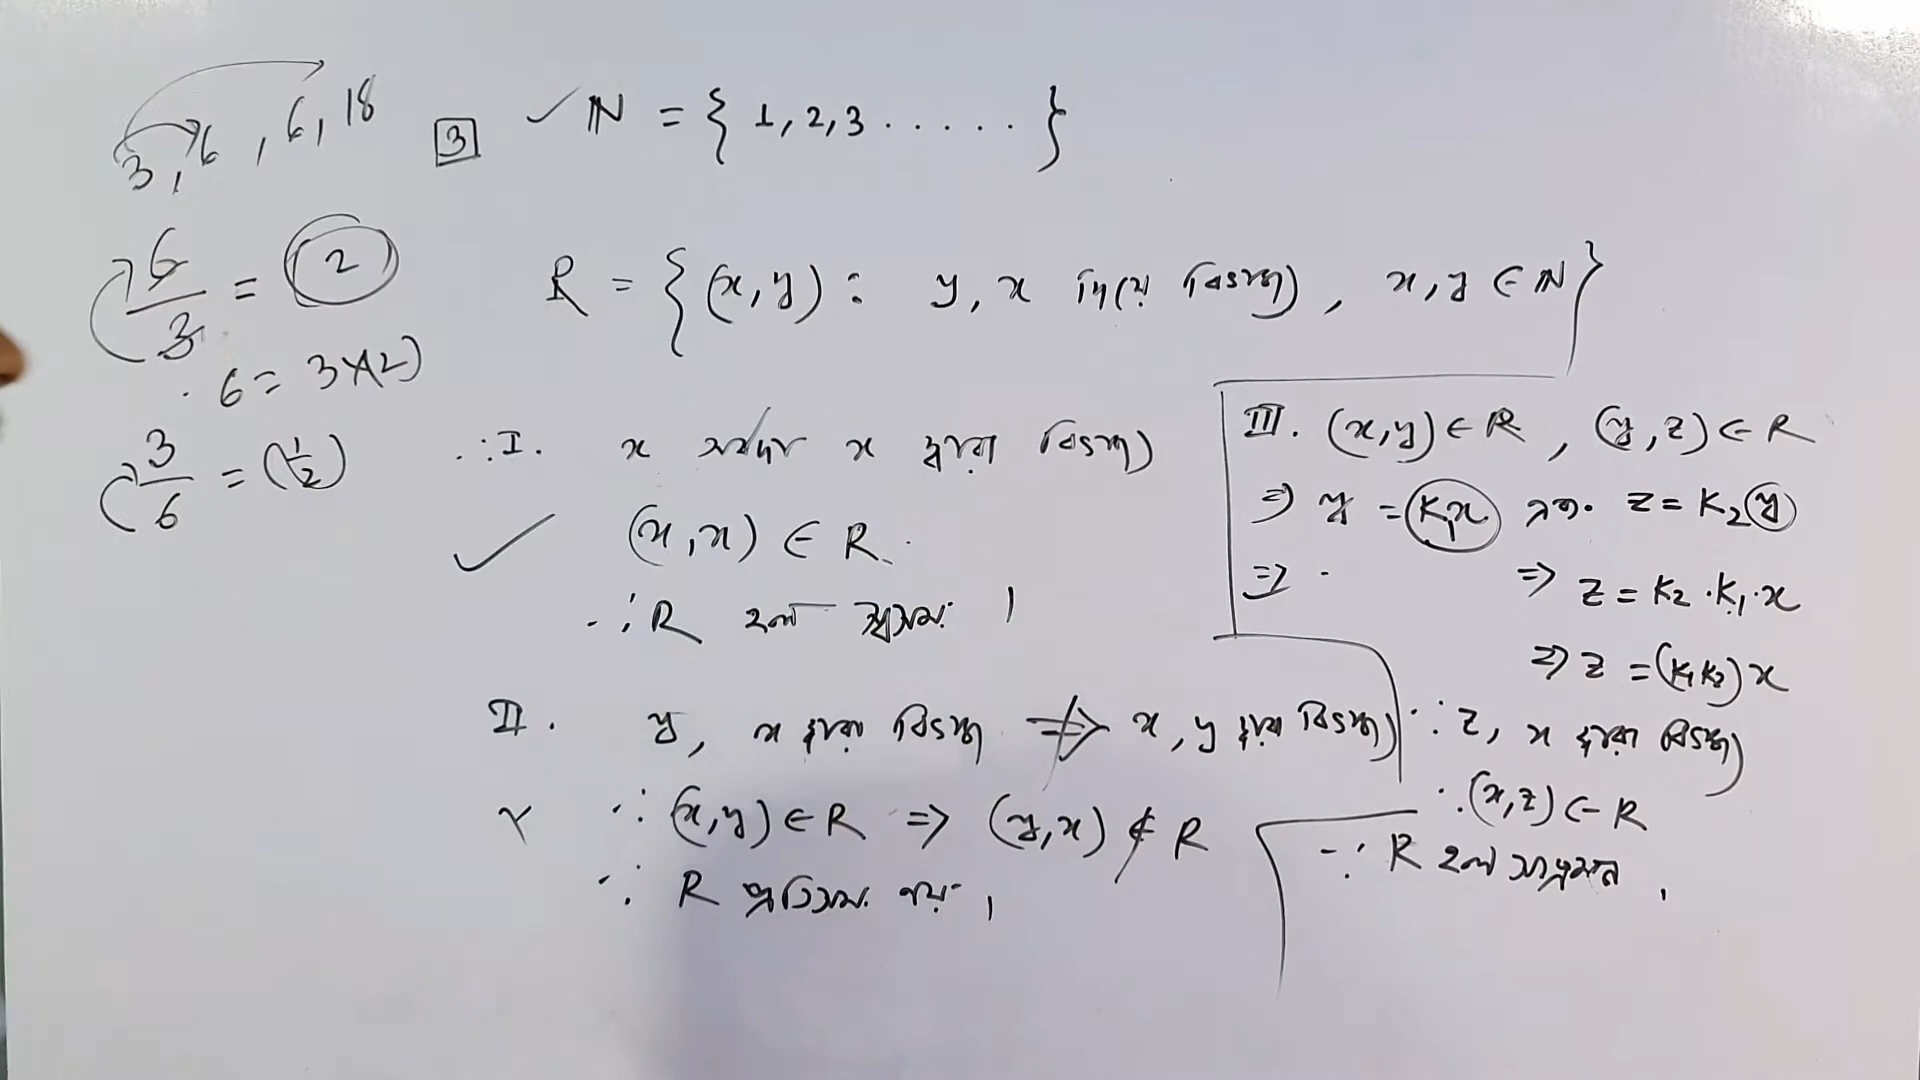 3, 6, 6, 18
6/3 = 2
6 = 3×(2)
3/6 = (1/2)
3 ✓ ℕ = { 1, 2, 3 . . . . . }
R = { (x, y) : y, x দিয়ে বিভাজ্য, x, y ∈ ℕ }
∴ I. x সর্বদা x দ্বারা বিভাজ্য
✓ (x, x) ∈ R.
∴ R হল স্বসম ।
II. y, x দ্বারা বিভাজ্য ⇏ x, y দ্বারা বিভাজ্য
✗ ∴ (x, y) ∈ R ⇒ (y, x) ∉ R
∴ R প্রতিসম নয় ।
III. (x, y) ∈ R, (y, z) ∈ R
⇒ y = K₁x এবং z = K₂y
⇒ . ⇒ z = K₂ · K₁ · x
⇒ z = (K₁K₂)x
∴ z, x দ্বারা বিভাজ্য
∴ (x, z) ∈ R
∴ R হল সংক্রমণ ।